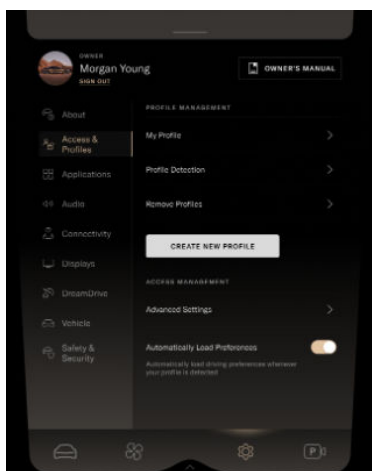 OWNER
Morgan Young
SIGN OUT
OWNER'S MANUAL
About
Access &
Profiles
Applications
Audio
Connectivity
Displays
DreamDrive
Vehicle
Safety &
Security
PROFILE MANAGEMENT
My Profile
Profile Detection
Remove Profiles
CREATE NEW PROFILE
ACCESS MANAGEMENT
Advanced Settings
Automatically Load Preferences
Automatically load driving preferences whenever
your profile is detected
P